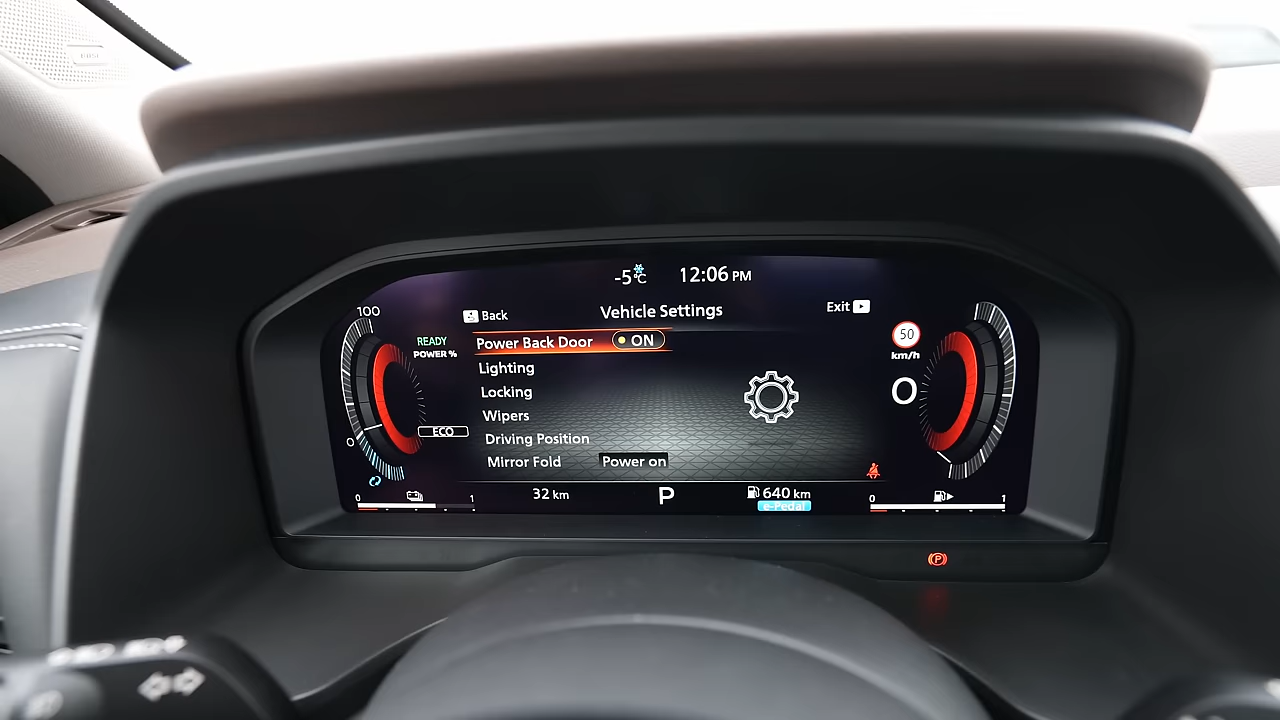 -5°C 12:06 PM
100
Back Vehicle Settings Exit
READY
POWER %
Power Back Door ON
50
km/h
Lighting
Locking
0
Wipers
ECO
0
Driving Position
Mirror Fold Power on
0 1
32 km P 640 km
0 1
e-Pedal
P